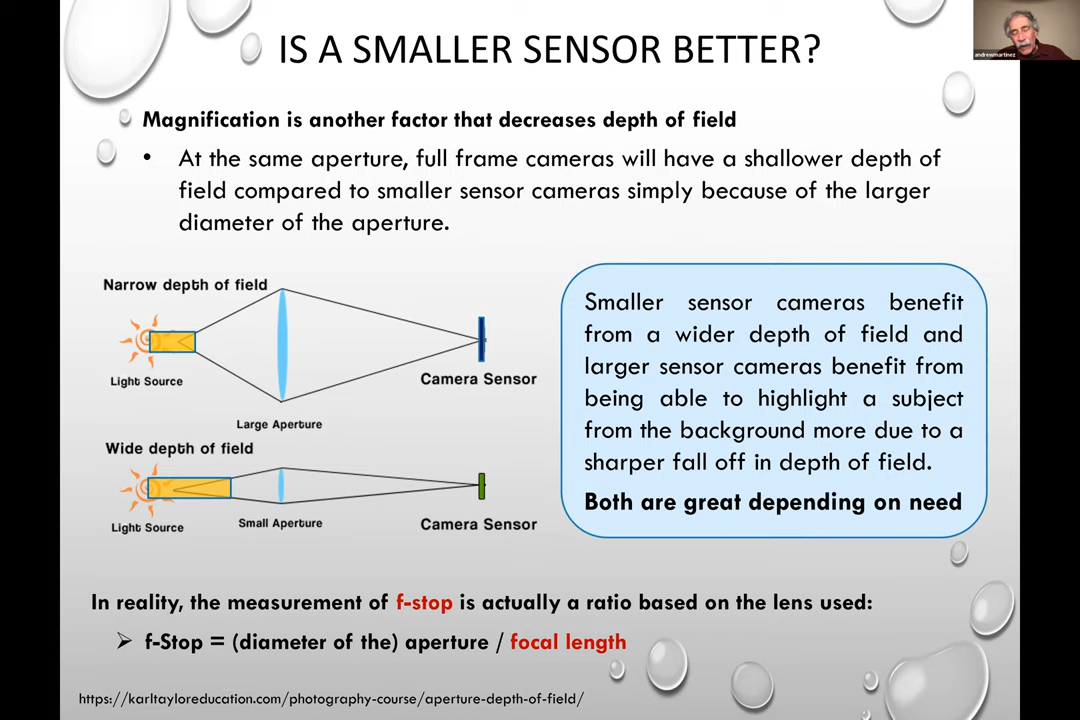 IS A SMALLER SENSOR BETTER?
andrewmartinez
Magnification is another factor that decreases depth of field
• At the same aperture, full frame cameras will have a shallower depth of
field compared to smaller sensor cameras simply because of the larger
diameter of the aperture.
Narrow depth of field
Light Source
Camera Sensor
Large Aperture
Wide depth of field
Light Source
Small Aperture
Camera Sensor
Smaller sensor cameras benefit
from a wider depth of field and
larger sensor cameras benefit from
being able to highlight a subject
from the background more due to a
sharper fall off in depth of field.
Both are great depending on need
In reality, the measurement of f-stop is actually a ratio based on the lens used:
➢ f-Stop = (diameter of the) aperture / focal length
https://karltayloreducation.com/photography-course/aperture-depth-of-field/